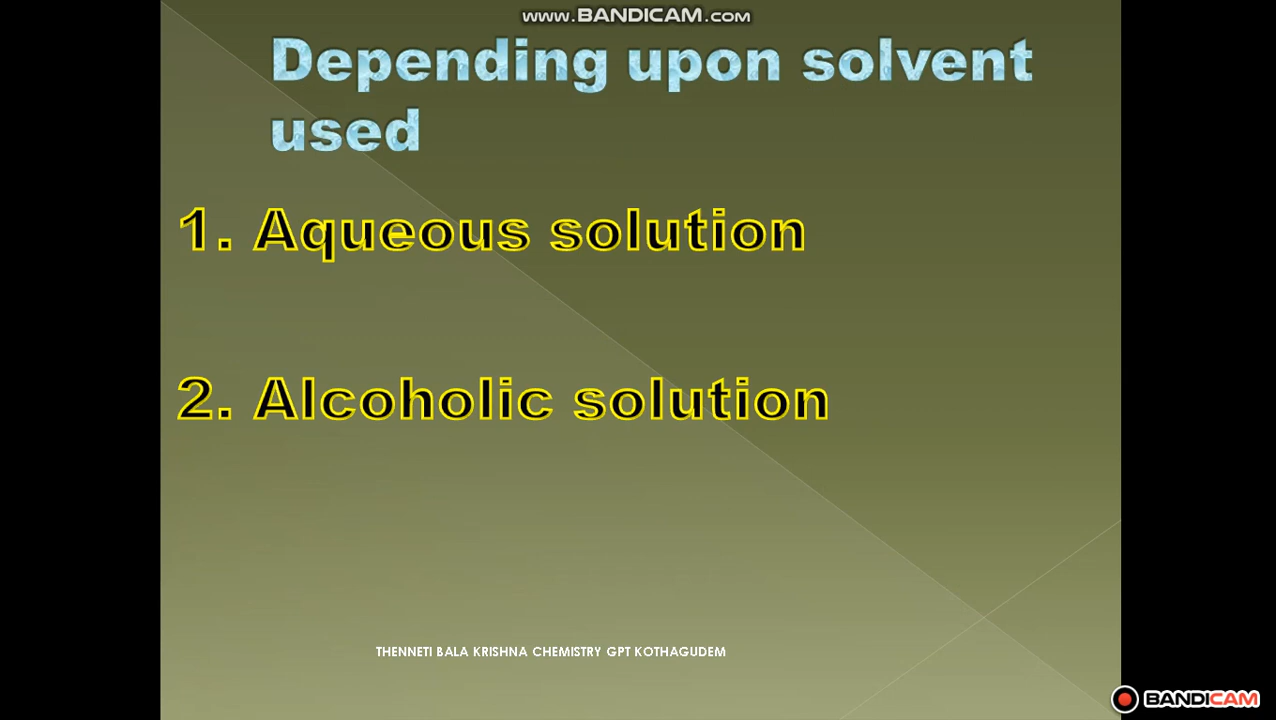 www.BANDICAM.com
Depending upon solvent
used
1. Aqueous solution
2. Alcoholic solution
THENNETI BALA KRISHNA CHEMISTRY GPT KOTHAGUDEM
BANDICAM